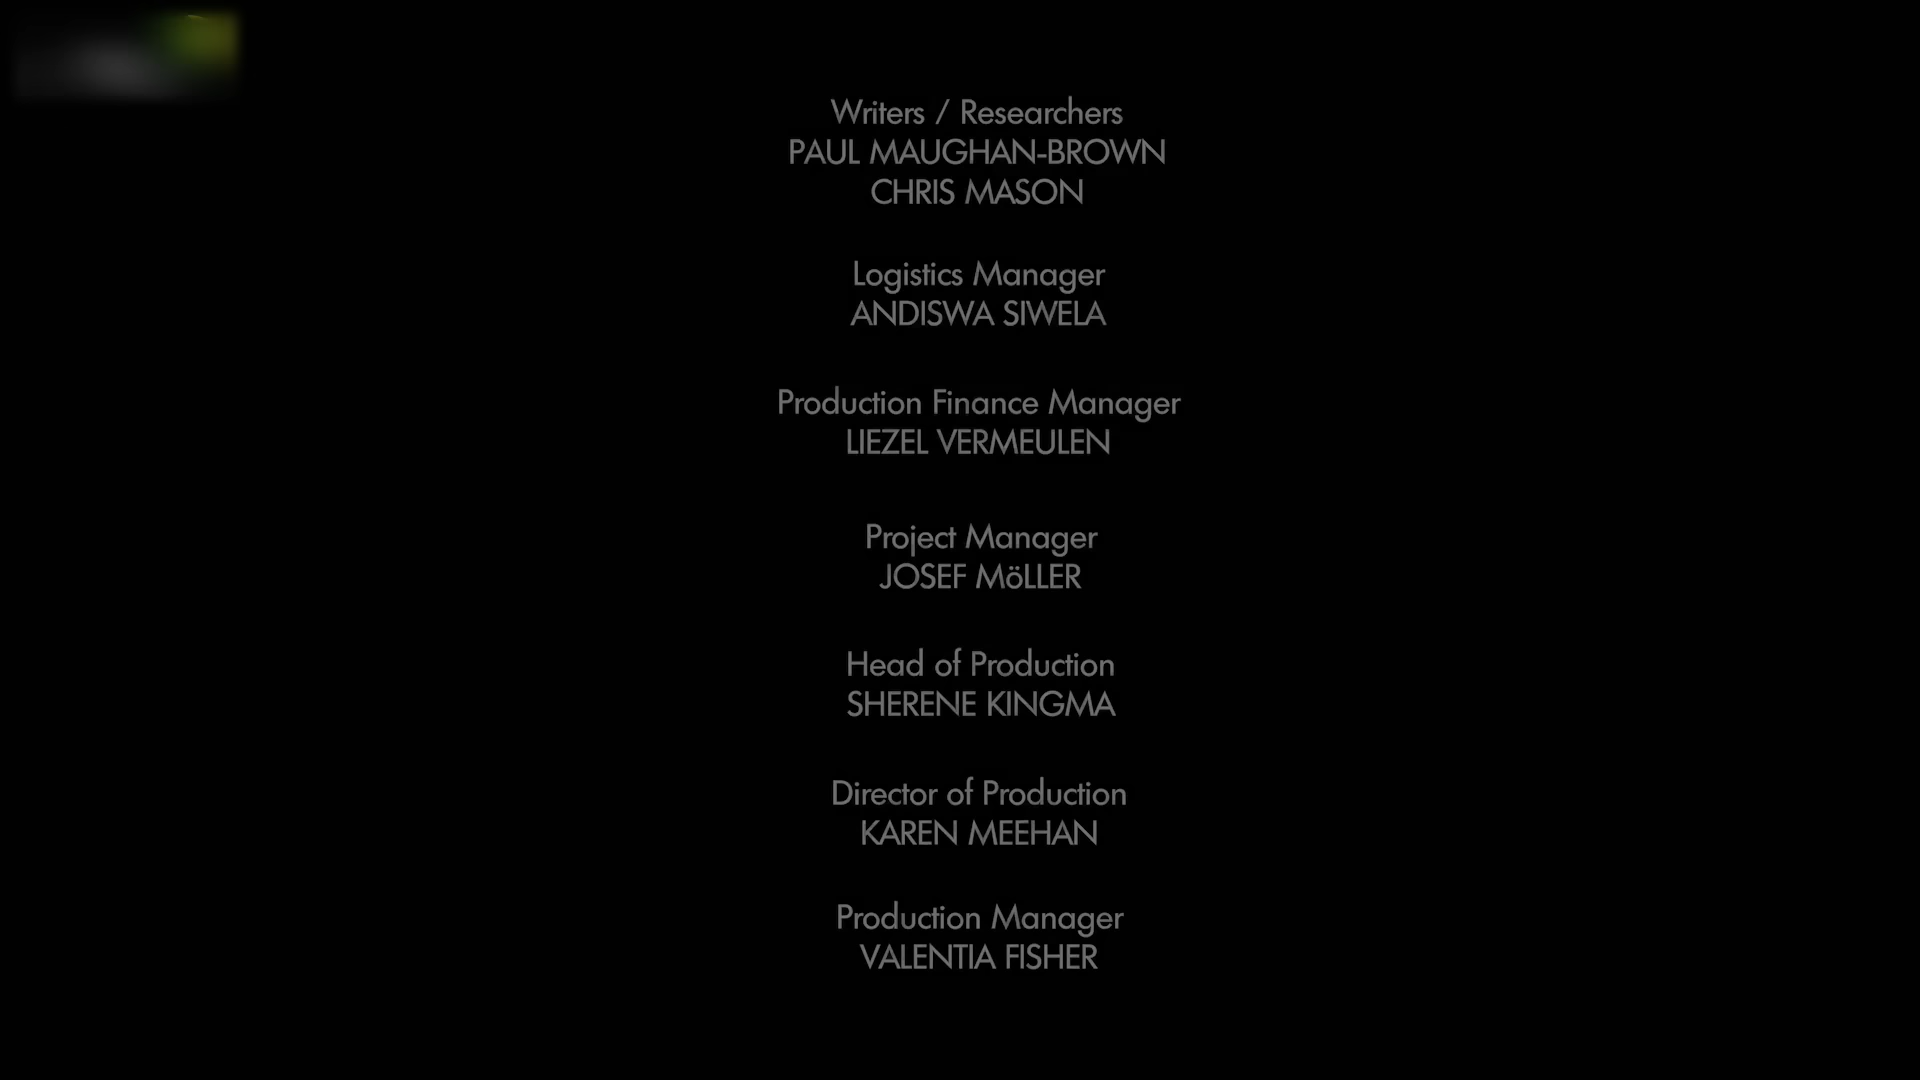 Writers / Researchers
PAUL MAUGHAN-BROWN
CHRIS MASON
Logistics Manager
ANDISWA SIWELA
Production Finance Manager
LIEZEL VERMEULEN
Project Manager
JOSEF MöLLER
Head of Production
SHERENE KINGMA
Director of Production
KAREN MEEHAN
Production Manager
VALENTIA FISHER